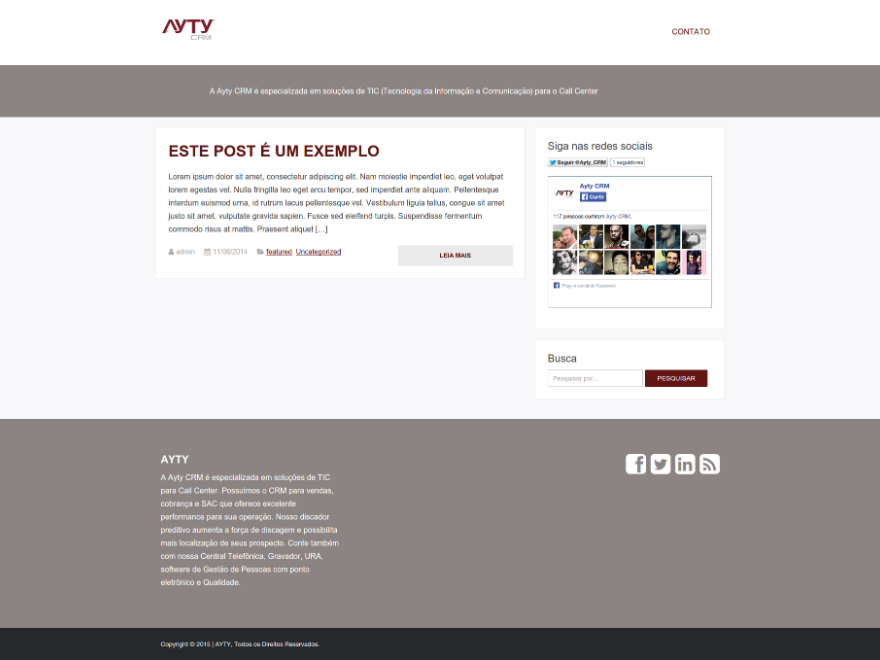 AYTY
CRM
CONTATO
A Ayty CRM é especializada em soluções de TIC (Tecnologia da Informação e Comunicação) para o Call Center
ESTE POST É UM EXEMPLO
Lorem ipsum dolor sit amet, consectetur adipiscing elit. Nam molestie imperdiet leo, eget volutpat
lorem egestas vel. Nulla fringilla leo eget arcu tempor, sed imperdiet ante aliquam. Pellentesque
interdum euismod urna, id rutrum lacus pellentesque vel. Vestibulum ligula tellus, congue sit amet
justo sit amet, vulputate gravida sapien. Fusce sed eleifend turpis. Suspendisse fermentum
commodo risus at mattis. Praesent aliquet [...]
admin 11/06/2014 featured Uncategorized
LEIA MAIS
Siga nas redes sociais
Seguir @Ayty_CRM 1 seguidores
AYTY
Ayty CRM
Curtir
117 pessoas curtiram Ayty CRM.
Busca
Pesquisar por...
PESQUISAR
AYTY
A Ayty CRM é especializada em soluções de TIC
para Call Center. Possuímos o CRM para vendas,
cobrança e SAC que oferece excelente
performance para sua operação. Nosso discador
preditivo aumenta a força de discagem e possibilita
mais localização de seus prospecto. Conte também
com nossa Central Telefônica, Gravador, URA,
software de Gestão de Pessoas com ponto
eletrônico e Qualidade.
Copyright © 2015 | AYTY, Todos os Direitos Reservados.